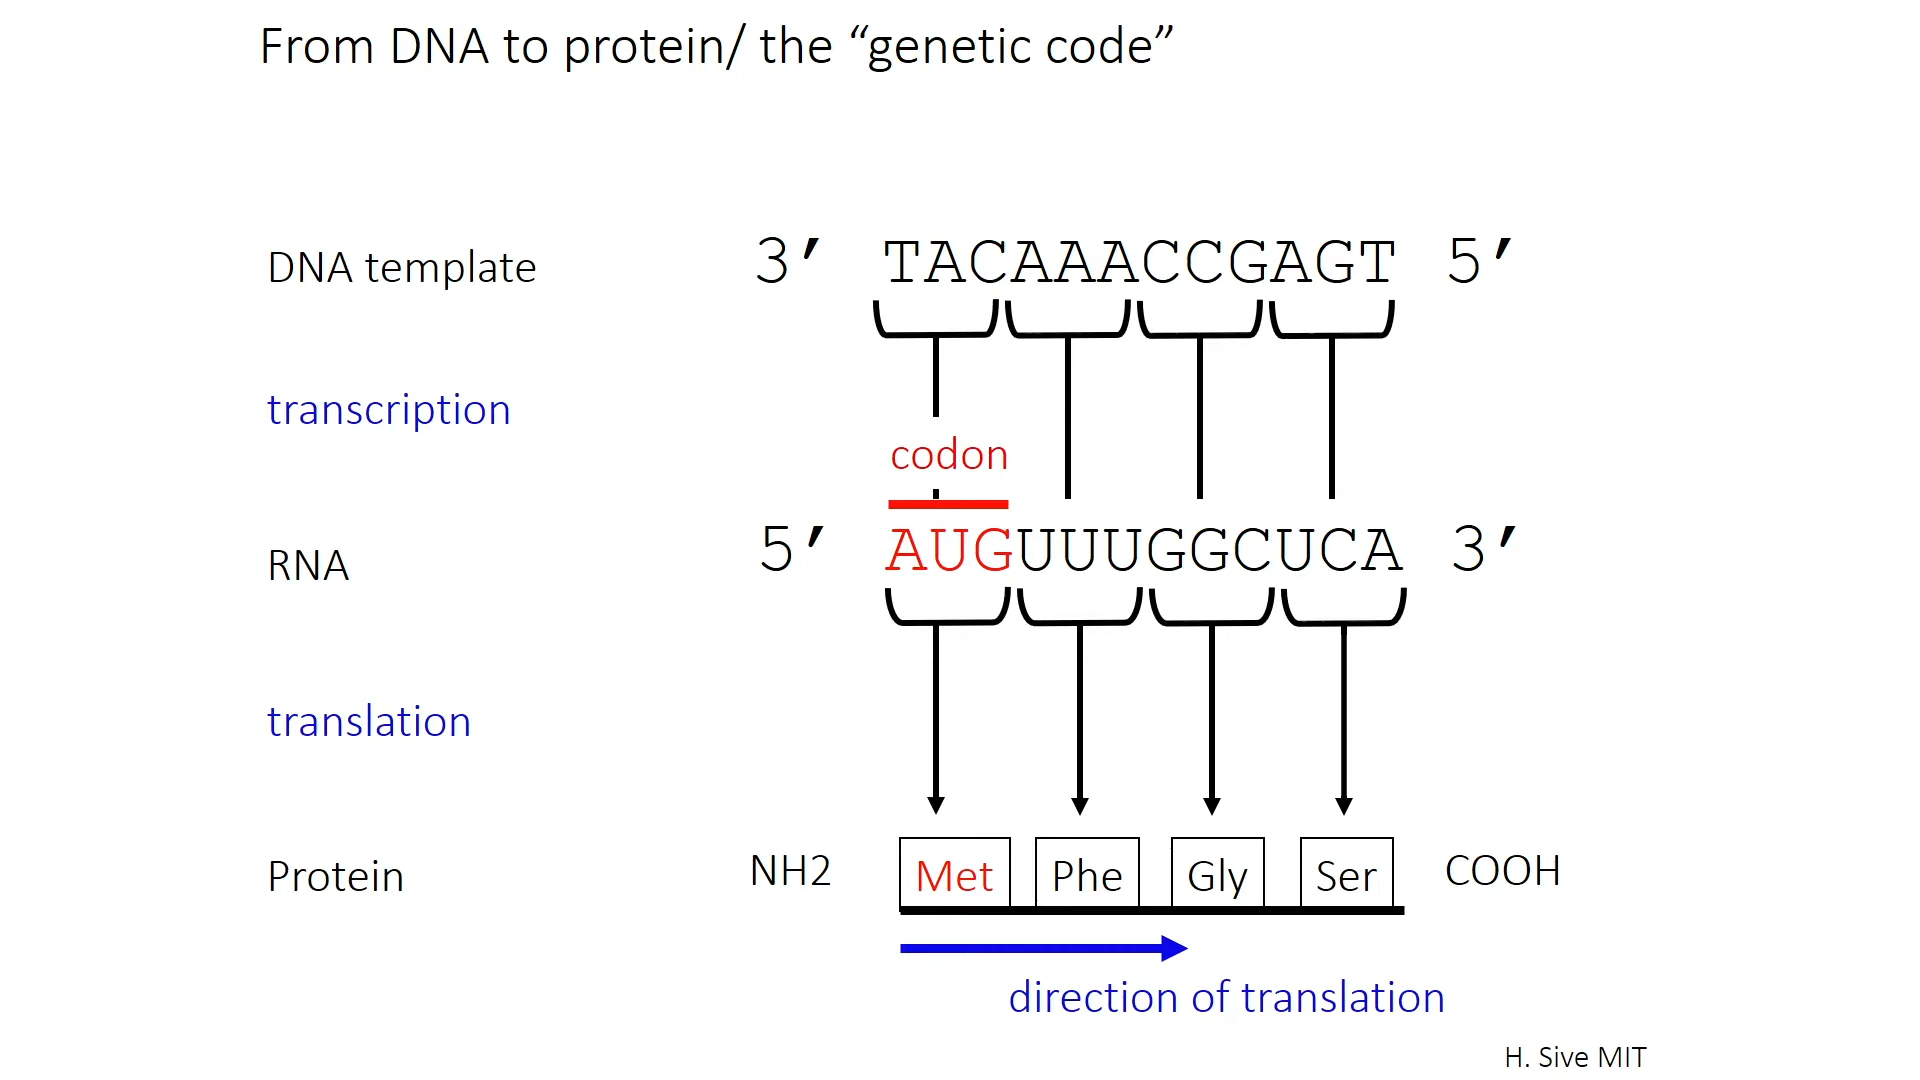 From DNA to protein/ the “genetic code”
DNA template 3′ TACAAACCGAGT 5′
transcription
codon
RNA 5′ AUGUUUGGCUCA 3′
translation
Protein NH2 Met Phe Gly Ser COOH
direction of translation
H. Sive MIT